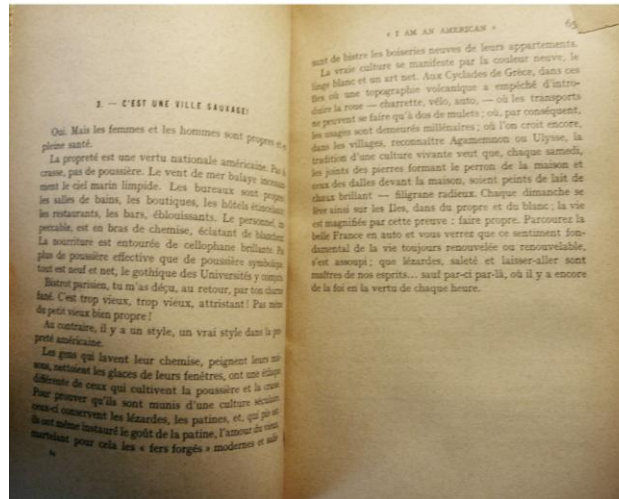 3. — C'EST UNE VILLE SAUVAGE!
Oui. Mais les femmes et les hommes sont propres et en
pleine santé.
La propreté est une vertu nationale américaine. Pas de
crasse, pas de poussière. Le vent de mer balaye
le ciel marin limpide. Les bureaux sont propres,
les salles de bains, les boutiques, les hôtels
les restaurants, les bars, éblouissants. Le personnel,
est en bras de chemise, éclatant de blancheur.
La nourriture est entourée de cellophane brillante. Pas
plus de poussière effective que de poussière symbolique,
tout est neuf et net, le gothique des Universités y compris.
Bistrot parisien, tu m'as déçu, au retour, par ton charme
fané. C'est trop vieux, trop vieux, attristant! Pas même
du petit vieux bien propre!
Au contraire, il y a un style, un vrai style dans la pro-
preté américaine.
Les gens qui lavent leur chemise, peignent leurs mai-
sons, nettoient les glaces de leurs fenêtres, ont une éthique
différente de ceux qui cultivent la poussière et la crasse.
Pour prouver qu'ils sont munis d'une culture séculaire,
ceux-ci conservent les lézardes, les patines, et, qui pis est,
ils ont même instauré le goût de la patine, l'amour du vieux,
martelant pour cela les « fers forgés » modernes et
« I AM AN AMERICAN »
65
de bistre les boiseries neuves de leurs appartements.
La vraie culture se manifeste par la couleur neuve, le
linge blanc et un art net. Aux Cyclades de Grèce, dans ces
îles où une topographie volcanique a empêché d'intro-
duire la roue — charrette, vélo, auto, — où les transports
ne peuvent se faire qu'à dos de mulets; où, par conséquent,
les usages sont demeurés millénaires; où l'on croit encore,
dans les villages, reconnaître Agamemnon ou Ulysse, la
tradition d'une culture vivante veut que, chaque samedi,
les joints des pierres formant le perron de la maison et
ceux des dalles devant la maison, soient peints de lait de
chaux brillant — filigrane radieux. Chaque dimanche se
lève ainsi sur les Iles, dans du propre et du blanc; la vie
est magnifiée par cette preuve : faire propre. Parcourez la
belle France en auto et vous verrez que ce sentiment fon-
damental de la vie toujours renouvelée ou renouvelable,
s'est assoupi; que lézardes, saleté et laisser-aller sont
maîtres de nos esprits... sauf par-ci par-là, où il y a encore
de la foi en la vertu de chaque heure.